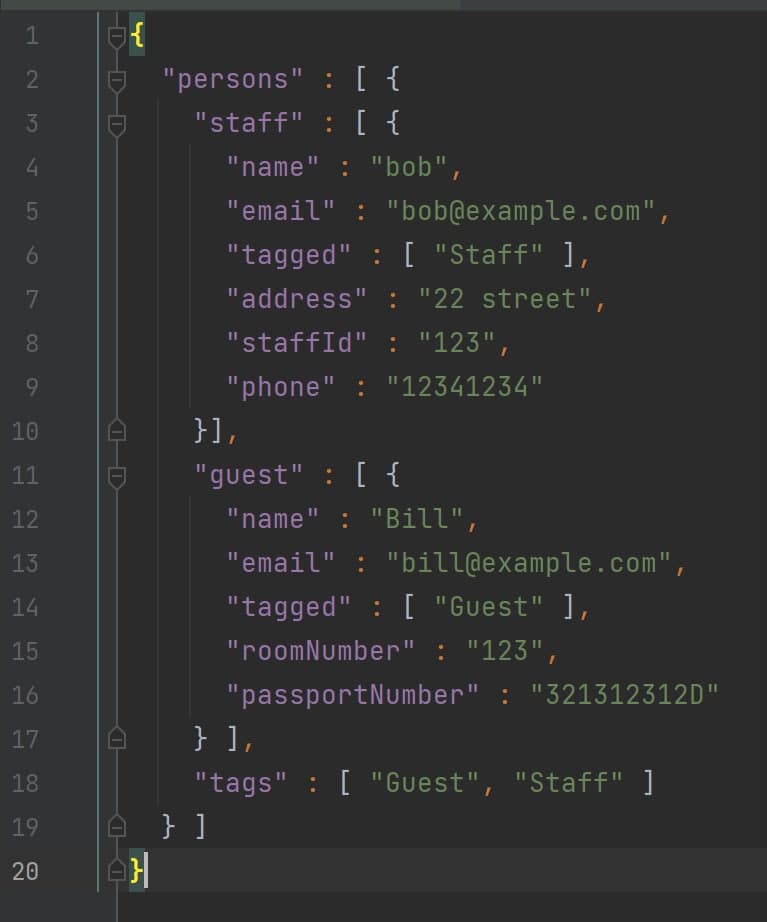 1 {
2   "persons" : [ {
3     "staff" : [ {
4       "name" : "bob",
5       "email" : "bob@example.com",
6       "tagged" : [ "Staff" ],
7       "address" : "22 street",
8       "staffId" : "123",
9       "phone" : "12341234"
10     }],
11     "guest" : [ {
12       "name" : "Bill",
13       "email" : "bill@example.com",
14       "tagged" : [ "Guest" ],
15       "roomNumber" : "123",
16       "passportNumber" : "321312312D"
17     } ],
18     "tags" : [ "Guest", "Staff" ]
19   } ]
20 }